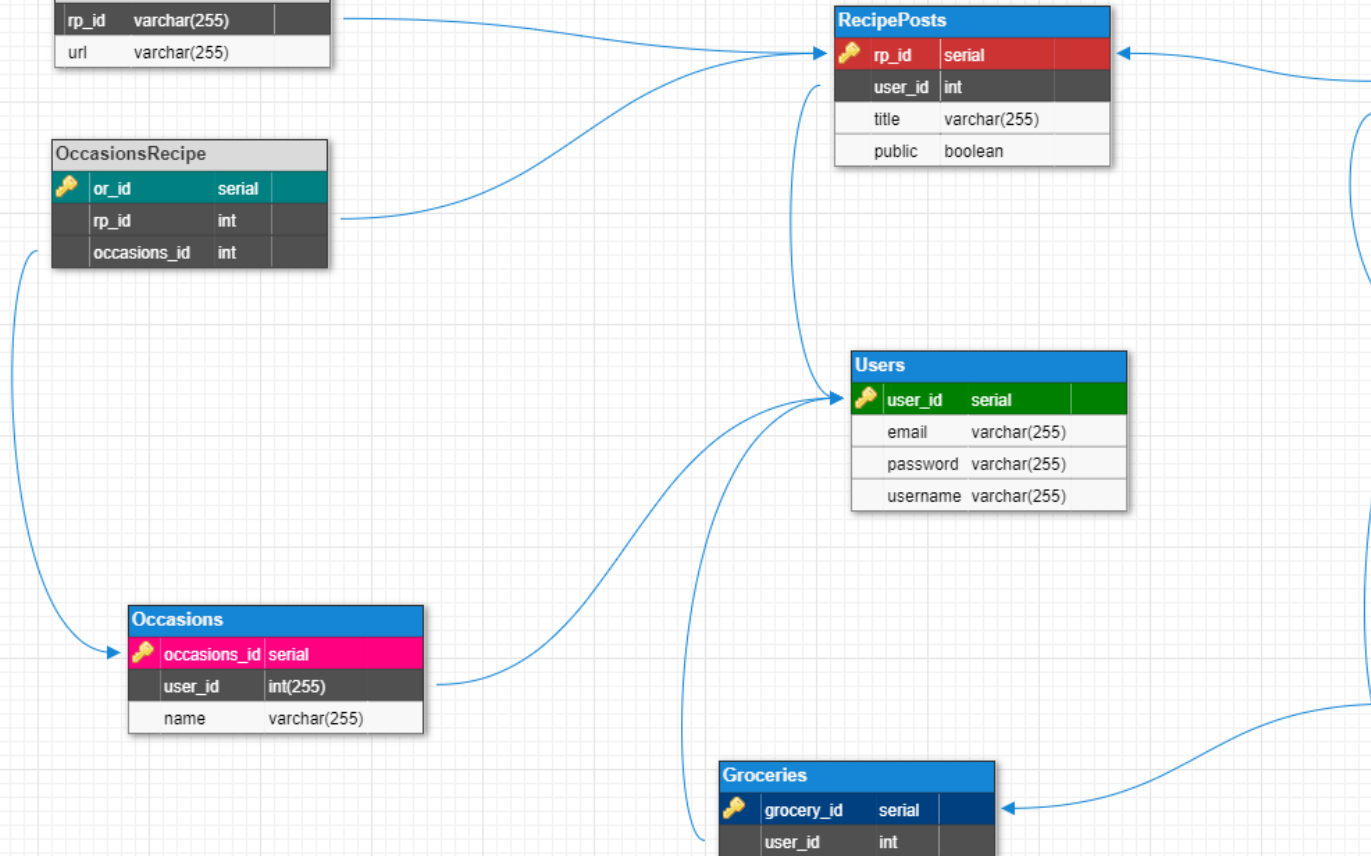 rp_id varchar(255)
url varchar(255)
RecipePosts
rp_id serial
user_id int
title varchar(255)
public boolean
OccasionsRecipe
or_id serial
rp_id int
occasions_id int
Users
user_id serial
email varchar(255)
password varchar(255)
username varchar(255)
Occasions
occasions_id serial
user_id int(255)
name varchar(255)
Groceries
grocery_id serial
user_id int